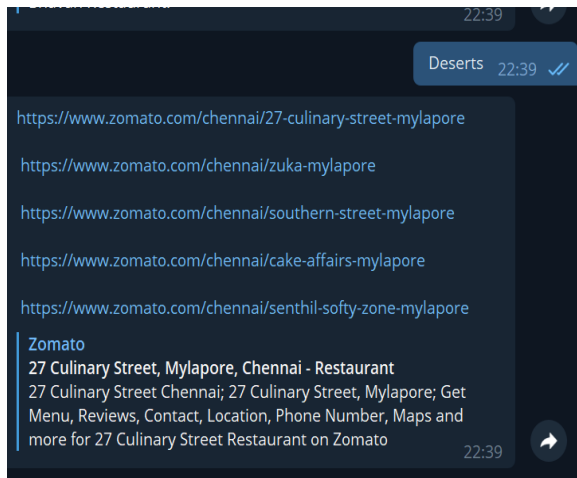 22:39
Deserts 22:39
https://www.zomato.com/chennai/27-culinary-street-mylapore
https://www.zomato.com/chennai/zuka-mylapore
https://www.zomato.com/chennai/southern-street-mylapore
https://www.zomato.com/chennai/cake-affairs-mylapore
https://www.zomato.com/chennai/senthil-softy-zone-mylapore
Zomato
27 Culinary Street, Mylapore, Chennai - Restaurant
27 Culinary Street Chennai; 27 Culinary Street, Mylapore; Get
Menu, Reviews, Contact, Location, Phone Number, Maps and
more for 27 Culinary Street Restaurant on Zomato
22:39